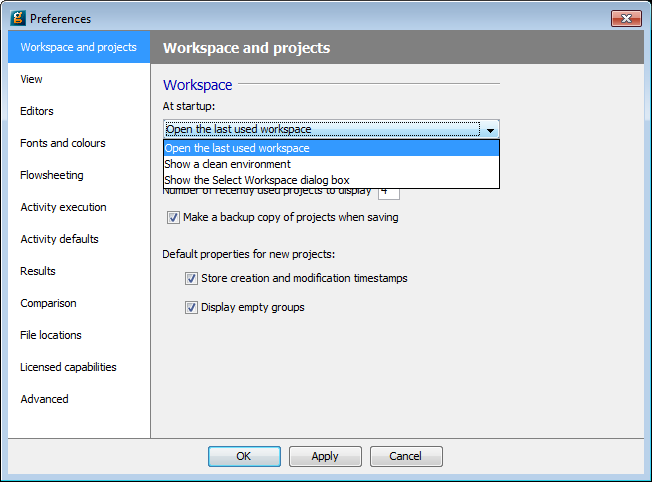 Preferences
Workspace and projects
View
Editors
Fonts and colours
Flowsheeting
Activity execution
Activity defaults
Results
Comparison
File locations
Licensed capabilities
Advanced
Workspace and projects
Workspace
At startup:
Open the last used workspace
Open the last used workspace
Show a clean environment
Show the Select Workspace dialog box
Number of recently used projects to display 4
Make a backup copy of projects when saving
Default properties for new projects:
Store creation and modification timestamps
Display empty groups
OK
Apply
Cancel